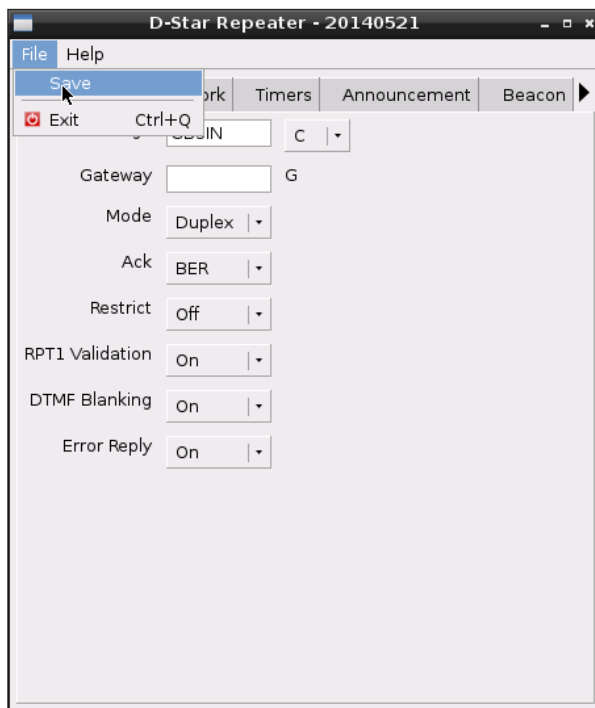 D-Star Repeater - 20140521
File Help
Save
Exit Ctrl+Q
Timers Announcement Beacon
C
Gateway G
Mode Duplex
Ack BER
Restrict Off
RPT1 Validation On
DTMF Blanking On
Error Reply On